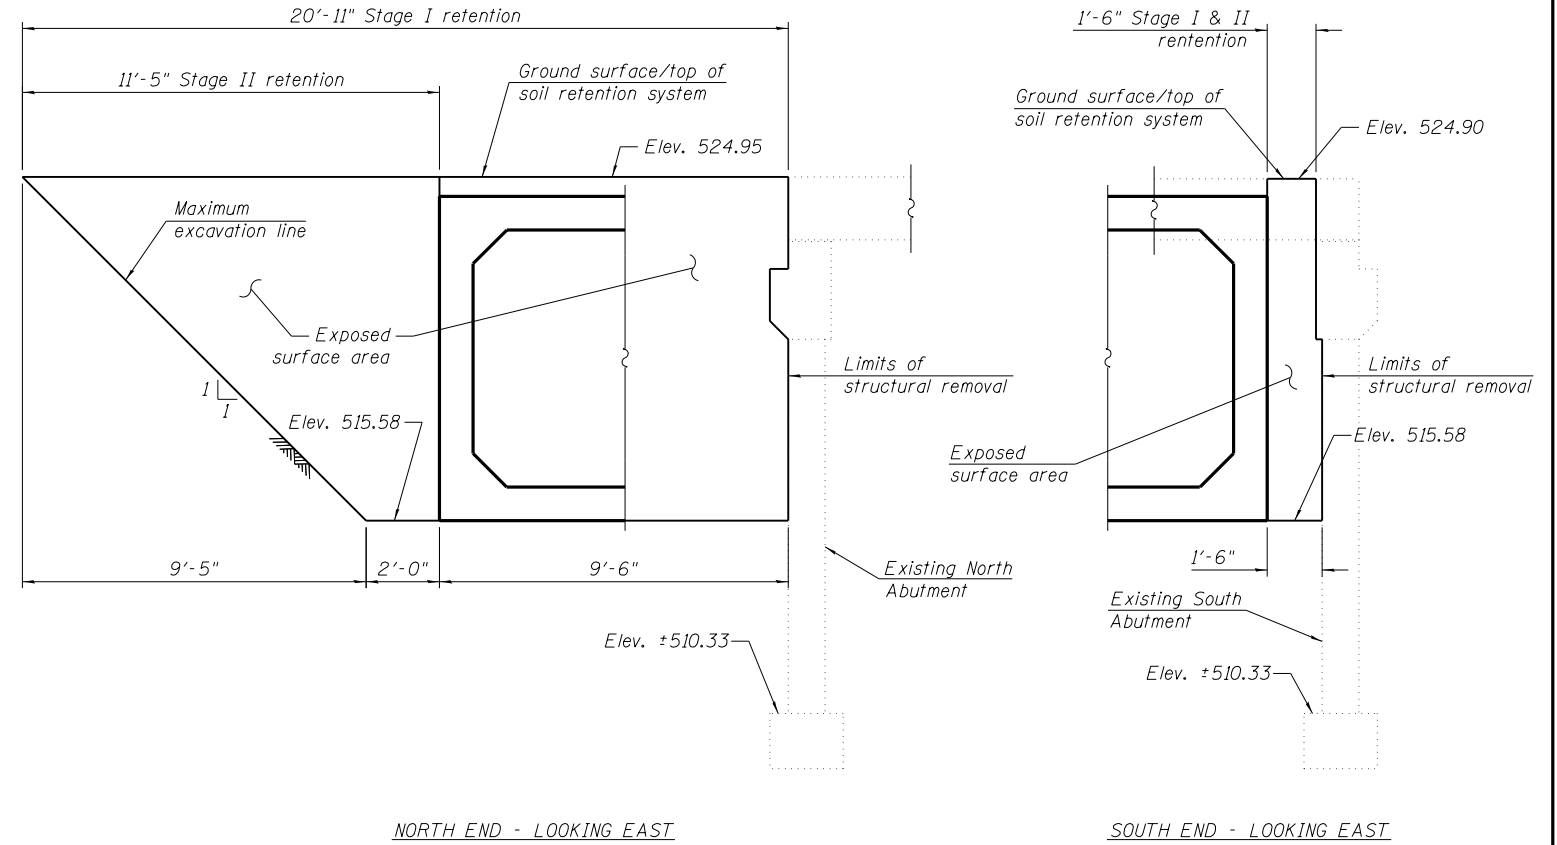 20'-11" Stage I retention
11'-5" Stage II retention
Ground surface/top of
soil retention system
Elev. 524.95
Maximum
excavation line
Exposed
surface area
1
1
Elev. 515.58
Limits of
structural removal
9'-5"
2'-0"
9'-6"
Existing North
Abutment
Elev. ±510.33
NORTH END - LOOKING EAST
1'-6" Stage I & II
rentention
Ground surface/top of
soil retention system
Elev. 524.90
Limits of
structural removal
Elev. 515.58
Exposed
surface area
1'-6"
Existing South
Abutment
Elev. ±510.33
SOUTH END - LOOKING EAST